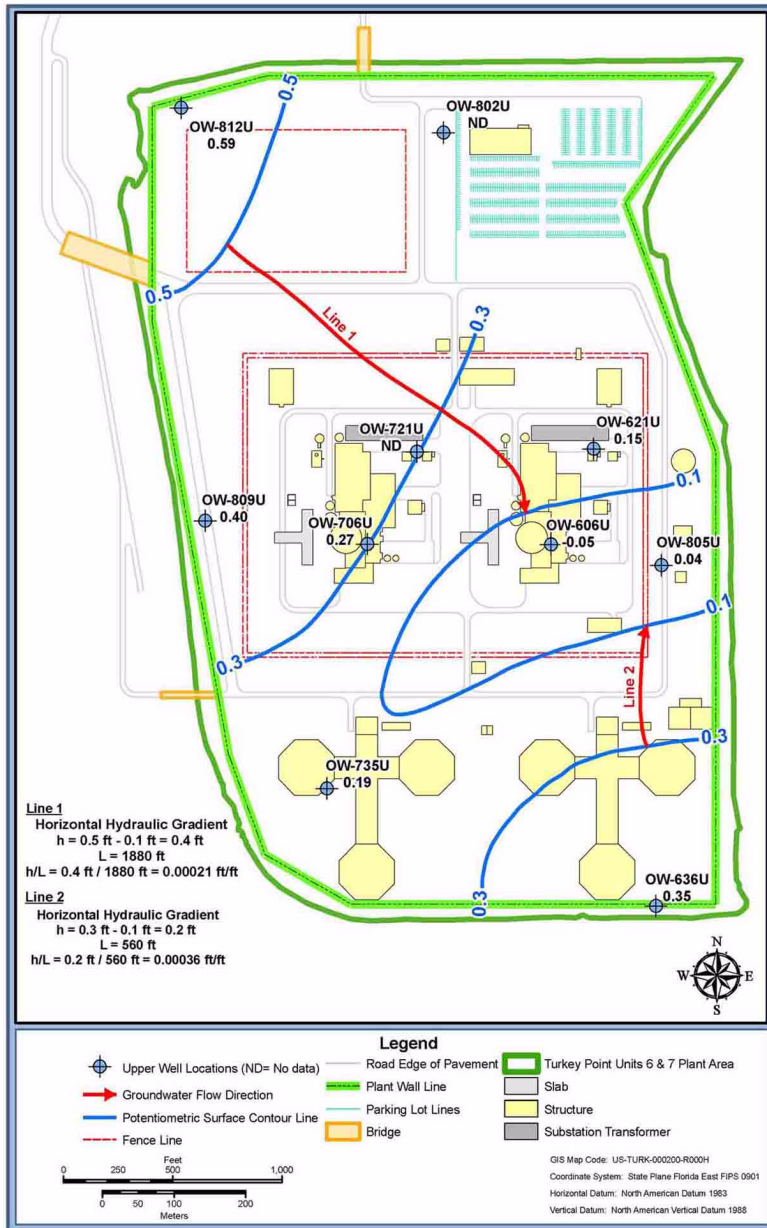 0.5
OW-812U
0.59
OW-802U
ND
0.5
Line 1
0.3
OW-721U
ND
OW-621U
0.15
0.1
OW-809U
0.40
OW-706U
0.27
OW-606U
-0.05
OW-805U
0.04
0.1
0.3
Line 2
0.3
OW-735U
0.19
OW-636U
0.35
0.3
Line 1
Horizontal Hydraulic Gradient
h = 0.5 ft - 0.1 ft = 0.4 ft
L = 1880 ft
h/L = 0.4 ft / 1880 ft = 0.00021 ft/ft
Line 2
Horizontal Hydraulic Gradient
h = 0.3 ft - 0.1 ft = 0.2 ft
L = 560 ft
h/L = 0.2 ft / 560 ft = 0.00036 ft/ft
N
W E
S
Legend
Upper Well Locations (ND= No data)
Groundwater Flow Direction
Potentiometric Surface Contour Line
Fence Line
Road Edge of Pavement
Plant Wall Line
Parking Lot Lines
Bridge
Turkey Point Units 6 & 7 Plant Area
Slab
Structure
Substation Transformer
Feet
0 250 500 1,000
0 50 100 200
Meters
GIS Map Code: US-TURK-000200-R000H
Coordinate System: State Plane Florida East FIPS 0901
Horizontal Datum: North American Datum 1983
Vertical Datum: North American Vertical Datum 1988